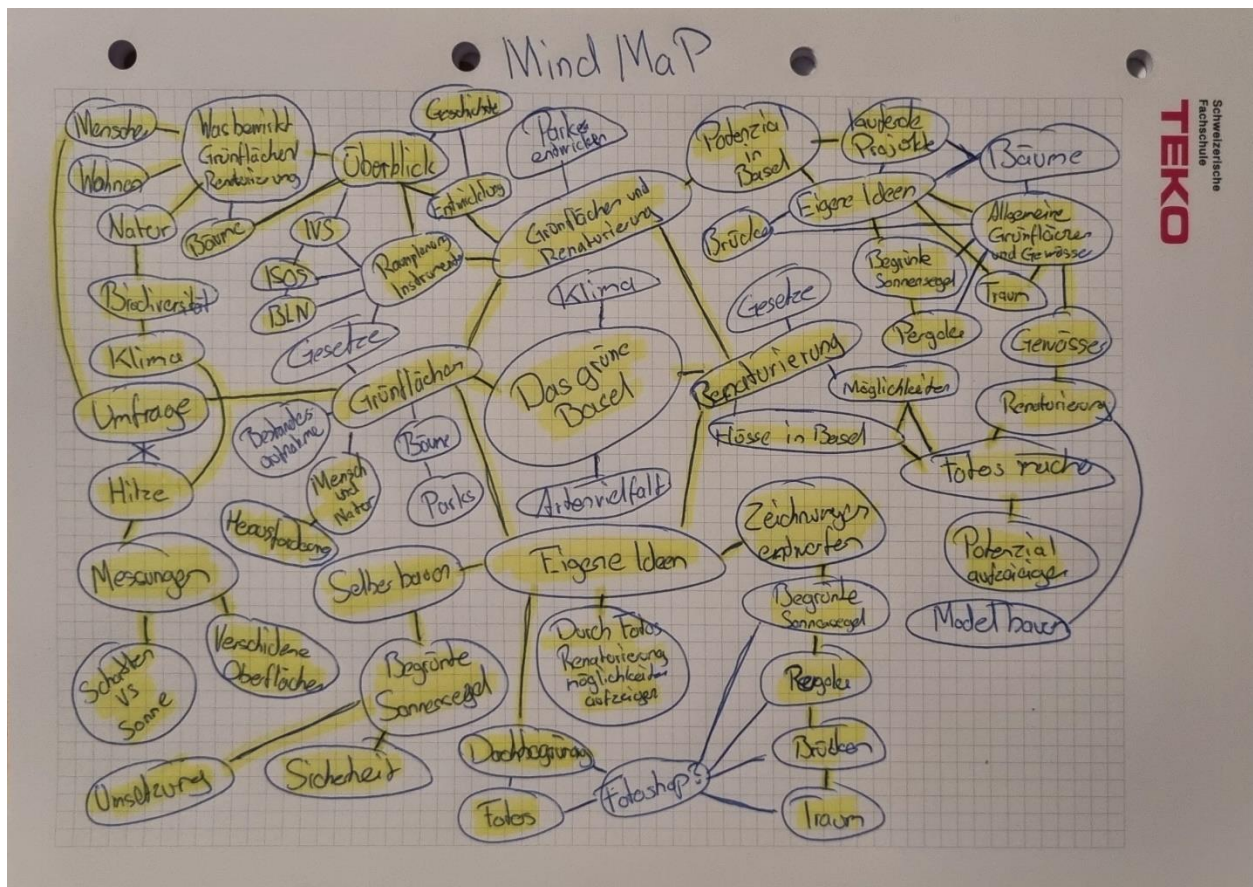 Mind MaP
Schweizerische
Fachschule
TEKO
Menschen
Was bewirkt
Grünflächen
Renaturierung
Überblick
Geschichte
Parks
entwickeln
Potenzial
in
Basel
laufende
Projekte
Bäume
Wohnen
Natur
Bäume
IVS
Entwicklung
Grünflächen und
Renaturierung
Brücke
Eigene Ideen
Allgemeine
Grünflächen
und Gewässer
ISOS
BLN
Raumplanung
Instrumente
Klima
Gesetze
Begrünte
Sonnensegel
Traum
Biodiversität
Gesetze
Pergola
Gewässer
Klima
Grünflächen
Das grüne
Basel
Renaturierung
Möglichkeiten
Renaturierung
Umfrage
Bestandes
aufnahme
Bäume
Flüsse in Basel
Fotos mache
Hitze
Mensch
und
Natur
Parks
Artenvielfalt
Zeichnungen
entwerfen
Potenzial
aufzeigen
Messungen
Selber bauen
Eigene Ideen
Begrünte
Sonnensegel
Model bauen
Schatten
vs
Sonne
Verschidene
Oberflächen
Begrünte
Sonnensegel
Durch Fotos
Renaturierung
möglichkeiten
aufzeigen
Pergola
Umsetzung
Sicherheit
Dachbegrünung
Fotoshop?
Brücken
Fotos
Traum